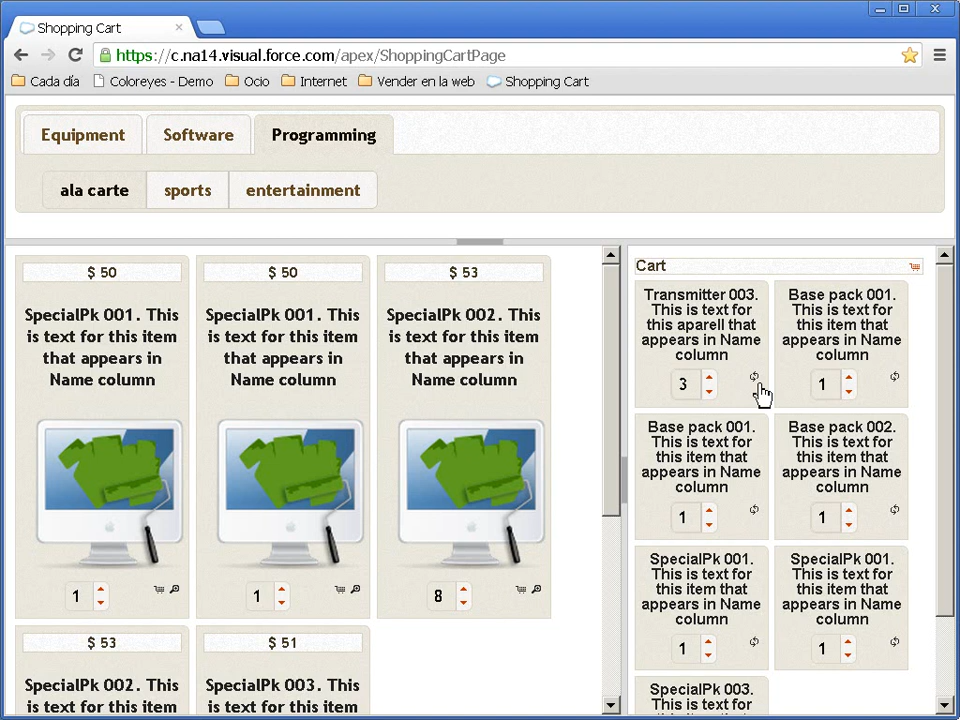 Shopping Cart
https://c.na14.visual.force.com/apex/ShoppingCartPage
Cada día
Coloreyes - Demo
Ocio
Internet
Vender en la web
Shopping Cart
Equipment
Software
Programming
ala carte
sports
entertainment
$ 50
SpecialPk 001. This
is text for this item
that appears in
Name column
1
$ 50
SpecialPk 001. This
is text for this item
that appears in
Name column
1
$ 53
SpecialPk 002. This
is text for this item
that appears in
Name column
8
$ 53
SpecialPk 002. This
is text for this item
$ 51
SpecialPk 003. This
is text for this item
Cart
Transmitter 003.
This is text for
this aparell that
appears in Name
column
3
Base pack 001.
This is text for
this item that
appears in Name
column
1
Base pack 001.
This is text for
this item that
appears in Name
column
1
Base pack 002.
This is text for
this item that
appears in Name
column
1
SpecialPk 001.
This is text for
this item that
appears in Name
column
1
SpecialPk 001.
This is text for
this item that
appears in Name
column
1
SpecialPk 003.
This is text for
this item that